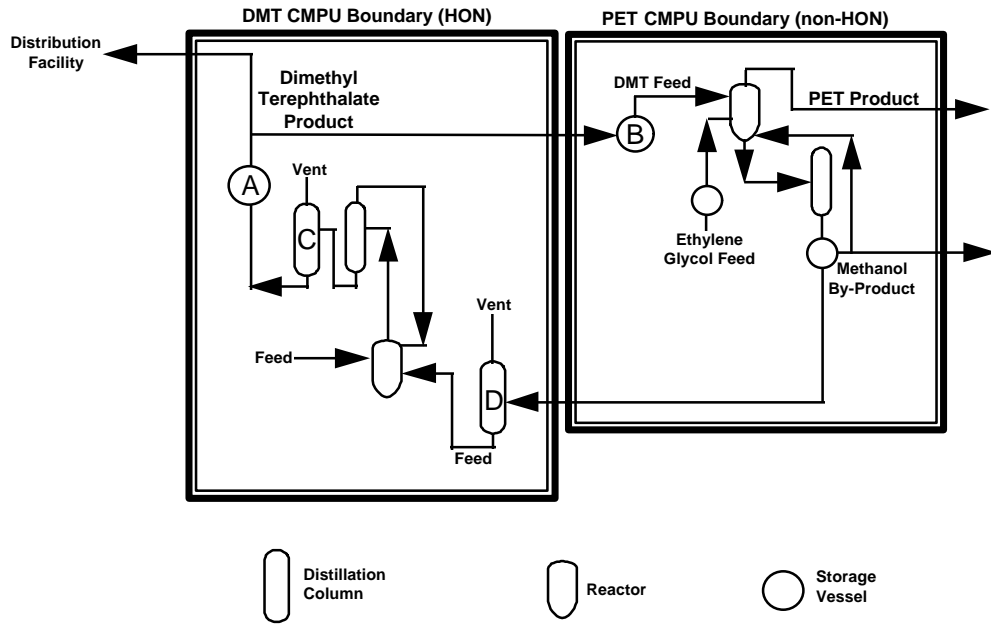 DMT CMPU Boundary (HON)
PET CMPU Boundary (non-HON)
Distribution
Facility
Dimethyl
Terephthalate
Product
DMT Feed
PET Product
A
B
Vent
C
Ethylene
Glycol Feed
Methanol
By-Product
Vent
Feed
D
Feed
Distillation
Column
Reactor
Storage
Vessel